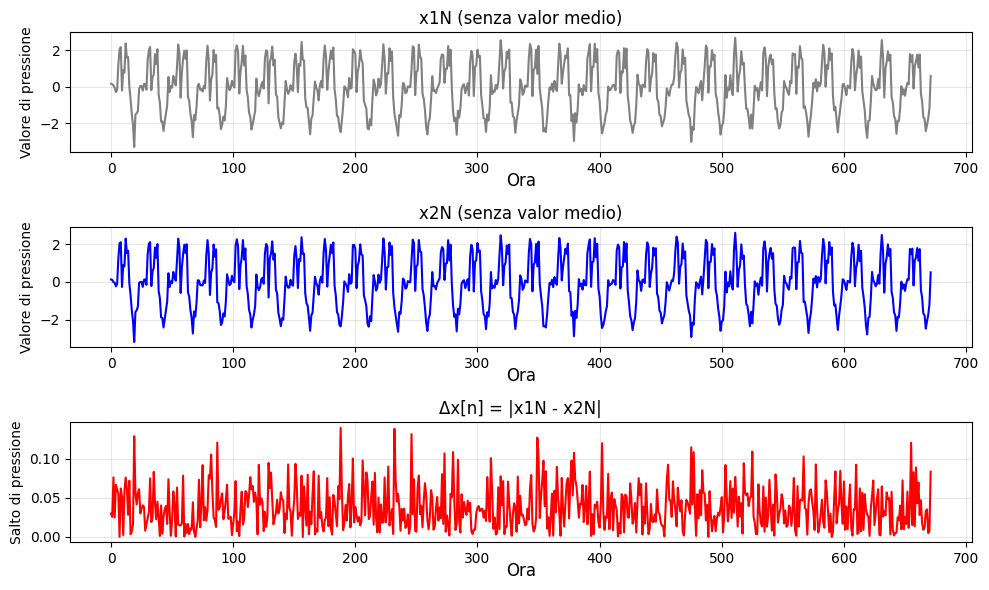 x1N (senza valor medio)
Valore di pressione
2
0
−2
0 100 200 300 400 500 600 700
Ora
x2N (senza valor medio)
Valore di pressione
2
0
−2
0 100 200 300 400 500 600 700
Ora
Δx[n] = |x1N - x2N|
Salto di pressione
0.10
0.05
0.00
0 100 200 300 400 500 600 700
Ora